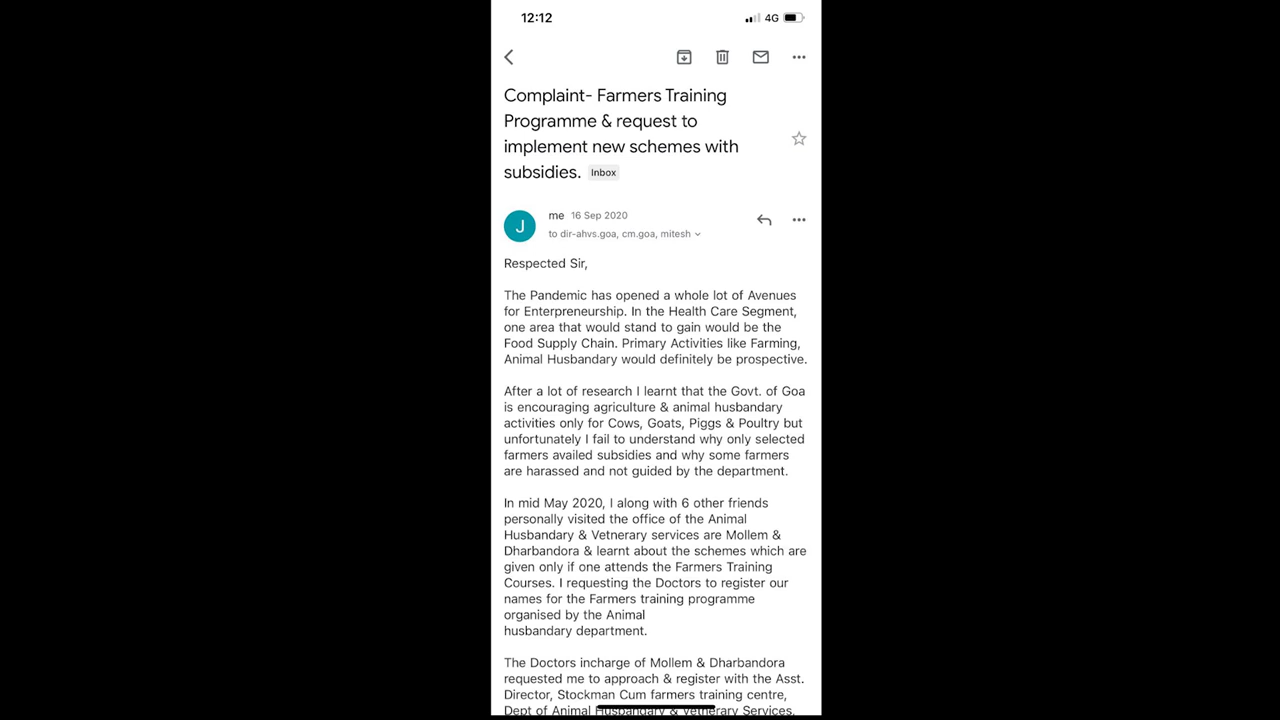 12:12
4G
Complaint- Farmers Training
Programme & request to
implement new schemes with
subsidies. Inbox
J
me 16 Sep 2020
to dir-ahvs.goa, cm.goa, mitesh
Respected Sir,
The Pandemic has opened a whole lot of Avenues
for Enterpreneurship. In the Health Care Segment,
one area that would stand to gain would be the
Food Supply Chain. Primary Activities like Farming,
Animal Husbandary would definitely be prospective.
After a lot of research I learnt that the Govt. of Goa
is encouraging agriculture & animal husbandary
activities only for Cows, Goats, Piggs & Poultry but
unfortunately I fail to understand why only selected
farmers availed subsidies and why some farmers
are harassed and not guided by the department.
In mid May 2020, I along with 6 other friends
personally visited the office of the Animal
Husbandary & Vetnerary services are Mollem &
Dharbandora & learnt about the schemes which are
given only if one attends the Farmers Training
Courses. I requesting the Doctors to register our
names for the Farmers training programme
organised by the Animal
husbandary department.
The Doctors incharge of Mollem & Dharbandora
requested me to approach & register with the Asst.
Director, Stockman Cum farmers training centre,
Dept of Animal Husbandary & Vetnerary Services,